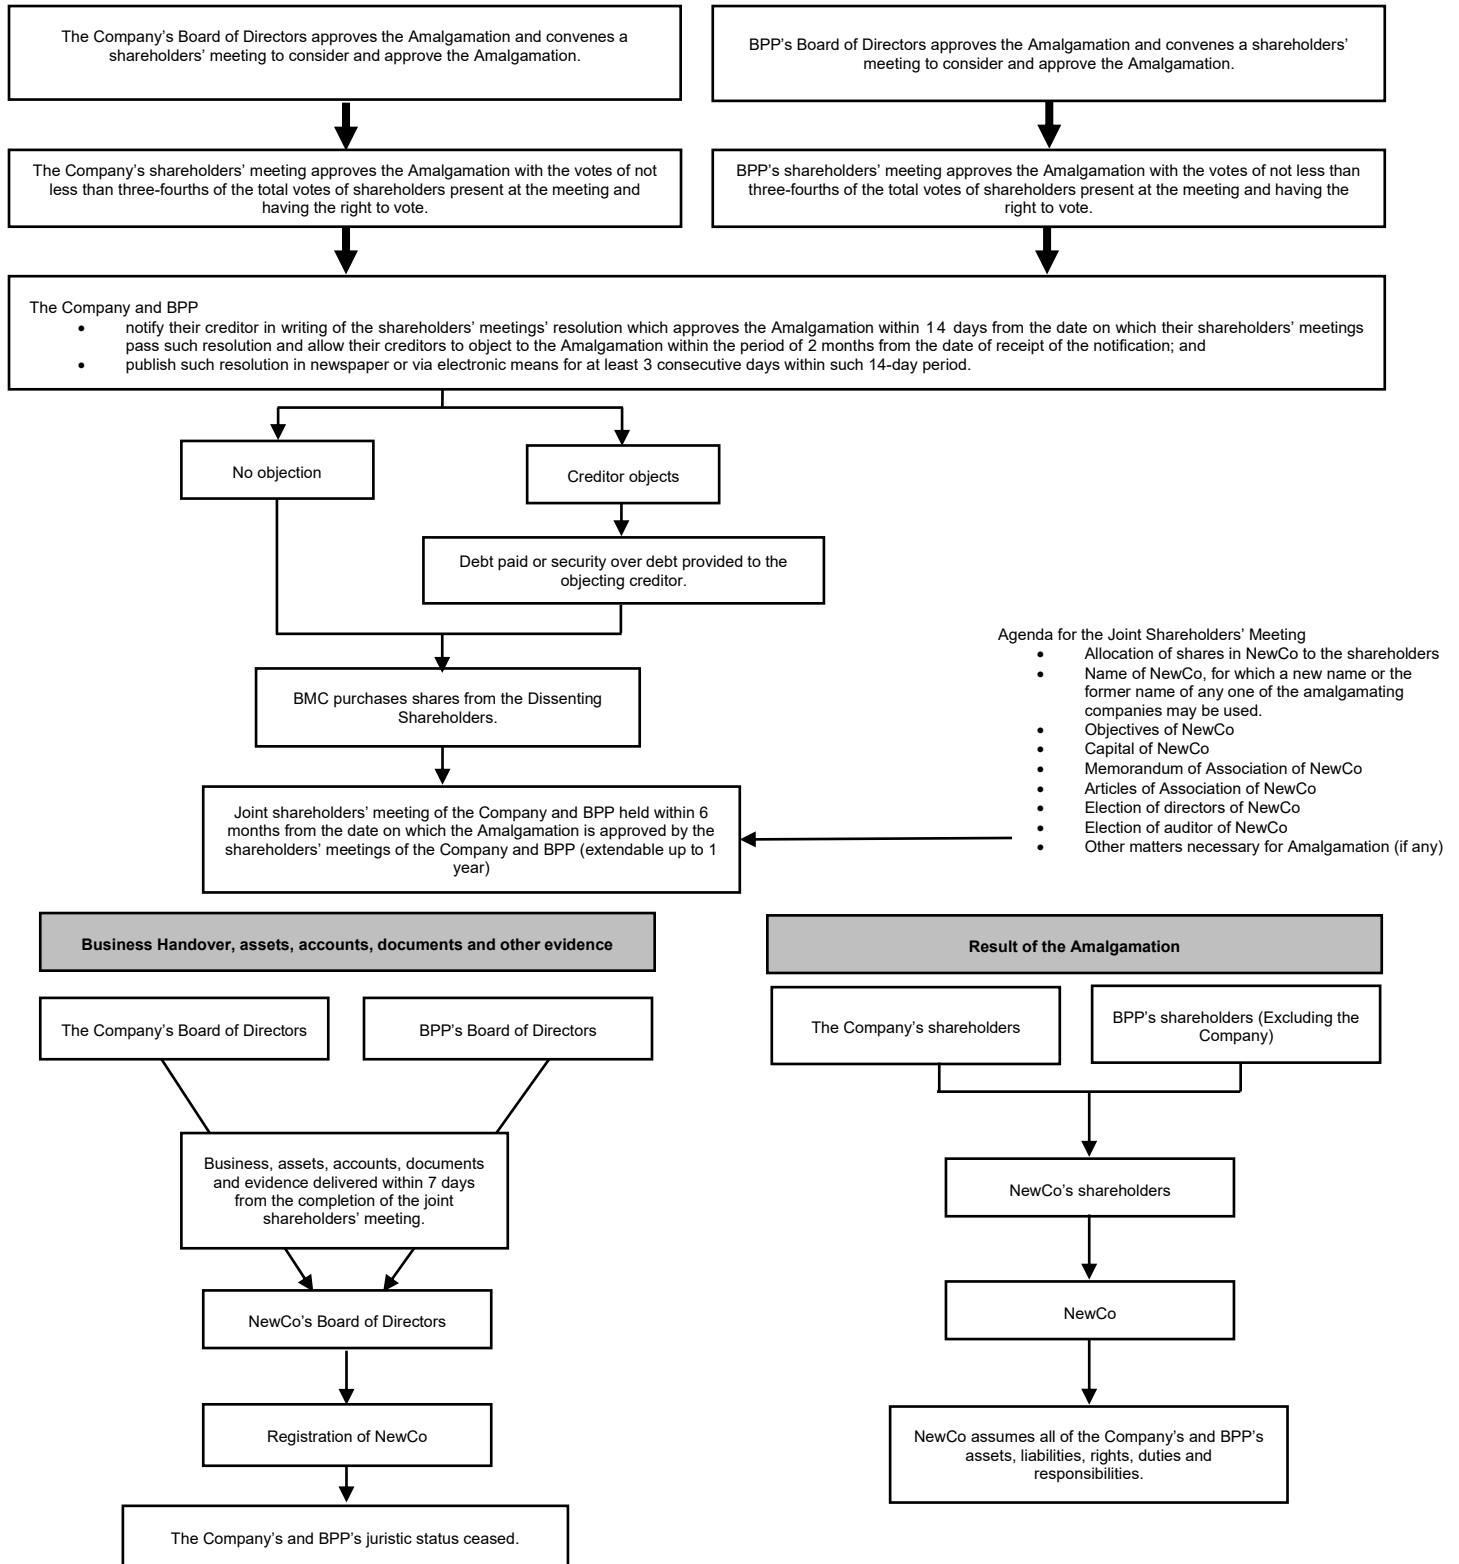 The Company’s Board of Directors approves the Amalgamation and convenes a
shareholders’ meeting to consider and approve the Amalgamation.
BPP’s Board of Directors approves the Amalgamation and convenes a shareholders’
meeting to consider and approve the Amalgamation.
The Company’s shareholders’ meeting approves the Amalgamation with the votes of not
less than three-fourths of the total votes of shareholders present at the meeting and
having the right to vote.
BPP’s shareholders’ meeting approves the Amalgamation with the votes of not less than
three-fourths of the total votes of shareholders present at the meeting and having the
right to vote.
The Company and BPP
• notify their creditor in writing of the shareholders’ meetings’ resolution which approves the Amalgamation within 14 days from the date on which their shareholders’ meetings
pass such resolution and allow their creditors to object to the Amalgamation within the period of 2 months from the date of receipt of the notification; and
• publish such resolution in newspaper or via electronic means for at least 3 consecutive days within such 14-day period.
No objection
Creditor objects
Debt paid or security over debt provided to the
objecting creditor.
BMC purchases shares from the Dissenting
Shareholders.
Joint shareholders’ meeting of the Company and BPP held within 6
months from the date on which the Amalgamation is approved by the
shareholders’ meetings of the Company and BPP (extendable up to 1
year)
Agenda for the Joint Shareholders’ Meeting
• Allocation of shares in NewCo to the shareholders
• Name of NewCo, for which a new name or the
former name of any one of the amalgamating
companies may be used.
• Objectives of NewCo
• Capital of NewCo
• Memorandum of Association of NewCo
• Articles of Association of NewCo
• Election of directors of NewCo
• Election of auditor of NewCo
• Other matters necessary for Amalgamation (if any)
Business Handover, assets, accounts, documents and other evidence
The Company’s Board of Directors
BPP’s Board of Directors
Business, assets, accounts, documents
and evidence delivered within 7 days
from the completion of the joint
shareholders’ meeting.
NewCo’s Board of Directors
Registration of NewCo
The Company’s and BPP’s juristic status ceased.
Result of the Amalgamation
The Company’s shareholders
BPP’s shareholders (Excluding the
Company)
NewCo’s shareholders
NewCo
NewCo assumes all of the Company’s and BPP’s
assets, liabilities, rights, duties and
responsibilities.